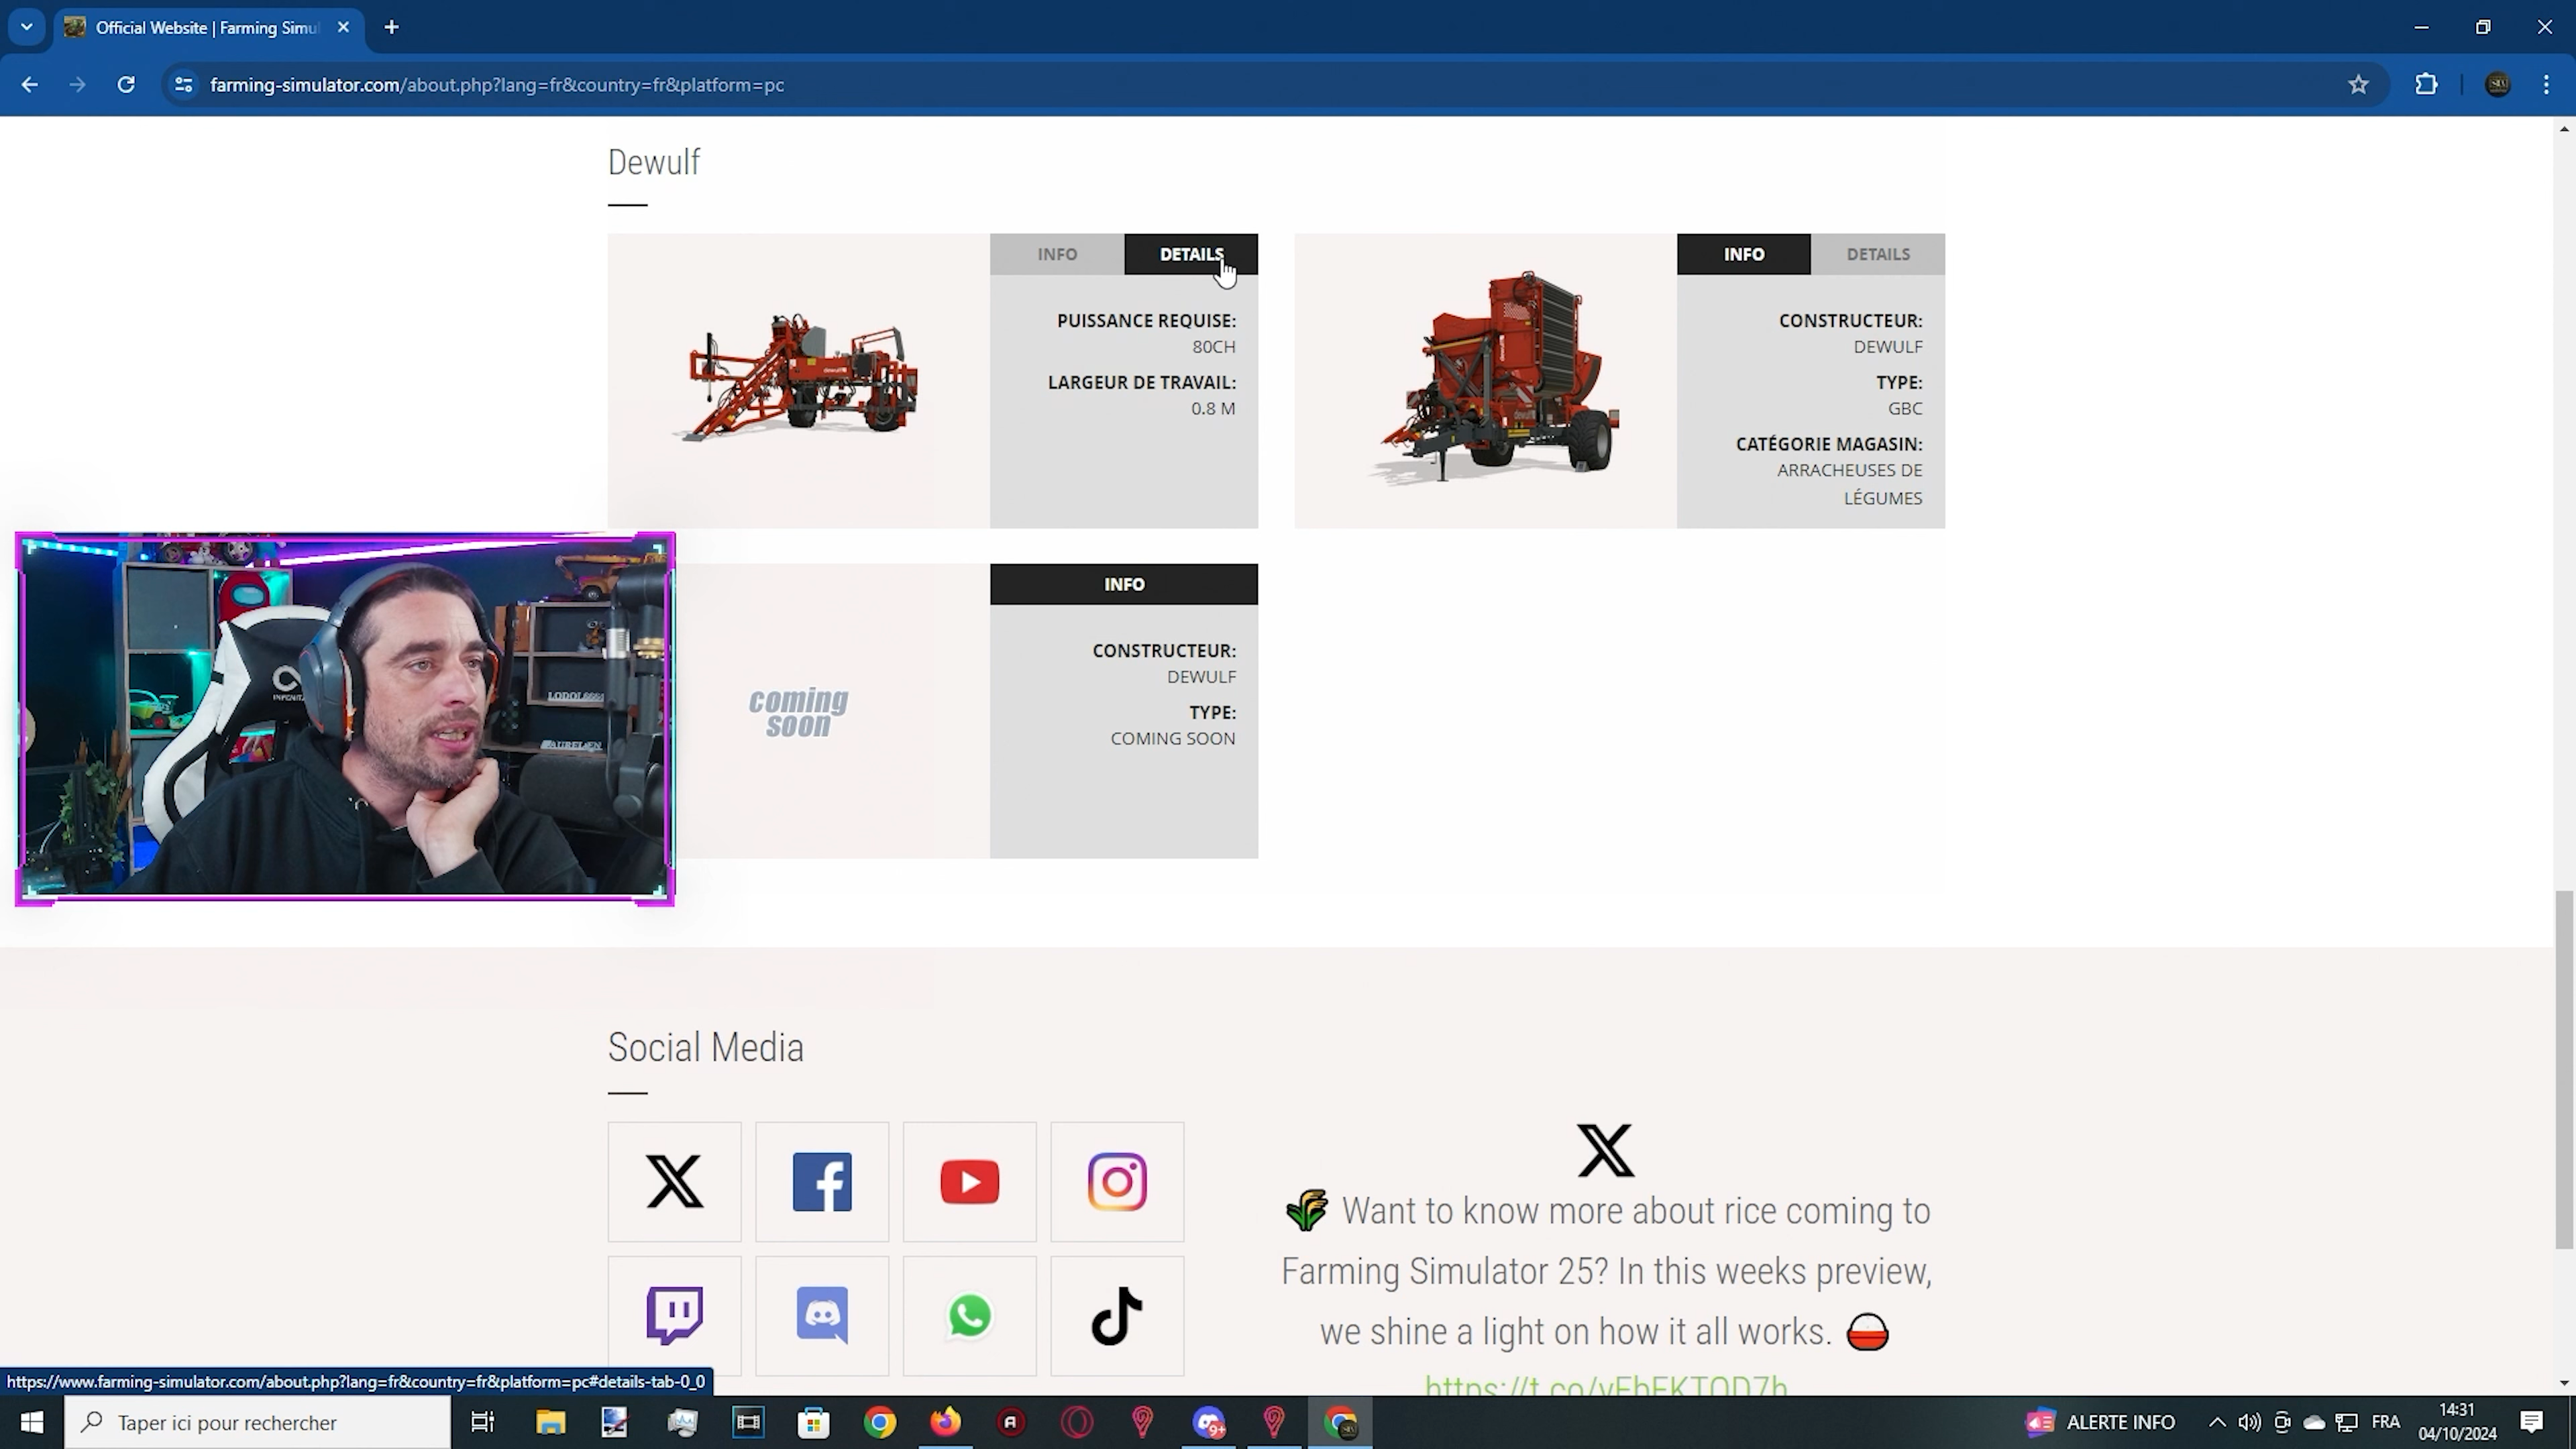 Official Website | Farming Simu
farming-simulator.com/about.php?lang=fr&country=fr&platform=pc
Dewulf
INFO
DETAILS
PUISSANCE REQUISE:
80CH
LARGEUR DE TRAVAIL:
0.8 M
INFO
DETAILS
CONSTRUCTEUR:
DEWULF
TYPE:
GBC
CATÉGORIE MAGASIN:
ARRACHEUSES DE
LÉGUMES
coming
soon
INFO
CONSTRUCTEUR:
DEWULF
TYPE:
COMING SOON
Social Media
🌾 Want to know more about rice coming to
Farming Simulator 25? In this weeks preview,
we shine a light on how it all works. 🍚
https://www.farming-simulator.com/about.php?lang=fr&country=fr&platform=pc#details-tab-0_0
Taper ici pour rechercher
9+
ALERTE INFO
FRA
14:31
04/10/2024